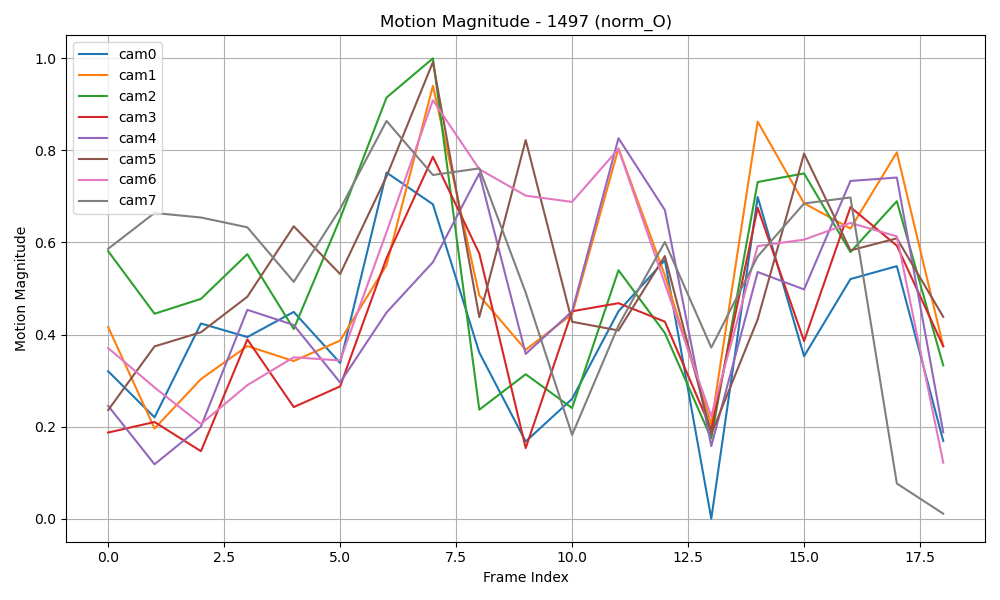 Motion Magnitude - 1497 (norm_O)
cam0
cam1
cam2
cam3
cam4
cam5
cam6
cam7
Motion Magnitude
1.0
0.8
0.6
0.4
0.2
0.0
0.0 2.5 5.0 7.5 10.0 12.5 15.0 17.5
Frame Index